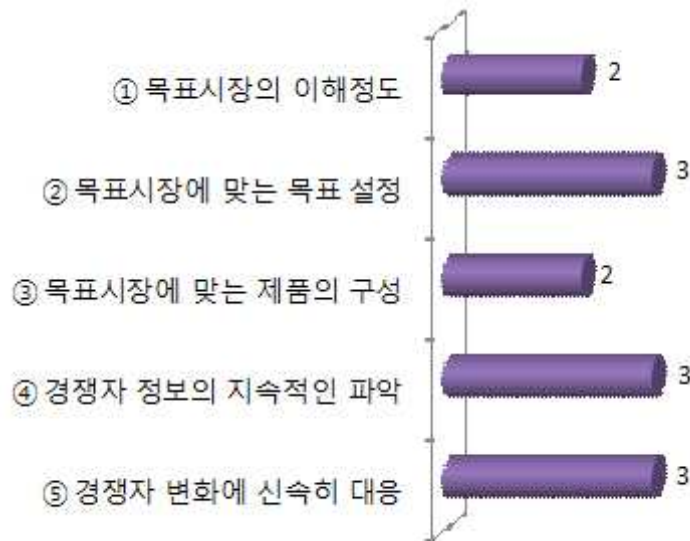 ① 목표시장의 이해정도
2
② 목표시장에 맞는 목표 설정
3
③ 목표시장에 맞는 제품의 구성
2
④ 경쟁자 정보의 지속적인 파악
3
⑤ 경쟁자 변화에 신속히 대응
3